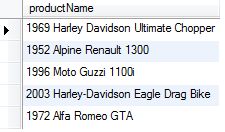 productName
1969 Harley Davidson Ultimate Chopper
1952 Alpine Renault 1300
1996 Moto Guzzi 1100i
2003 Harley-Davidson Eagle Drag Bike
1972 Alfa Romeo GTA